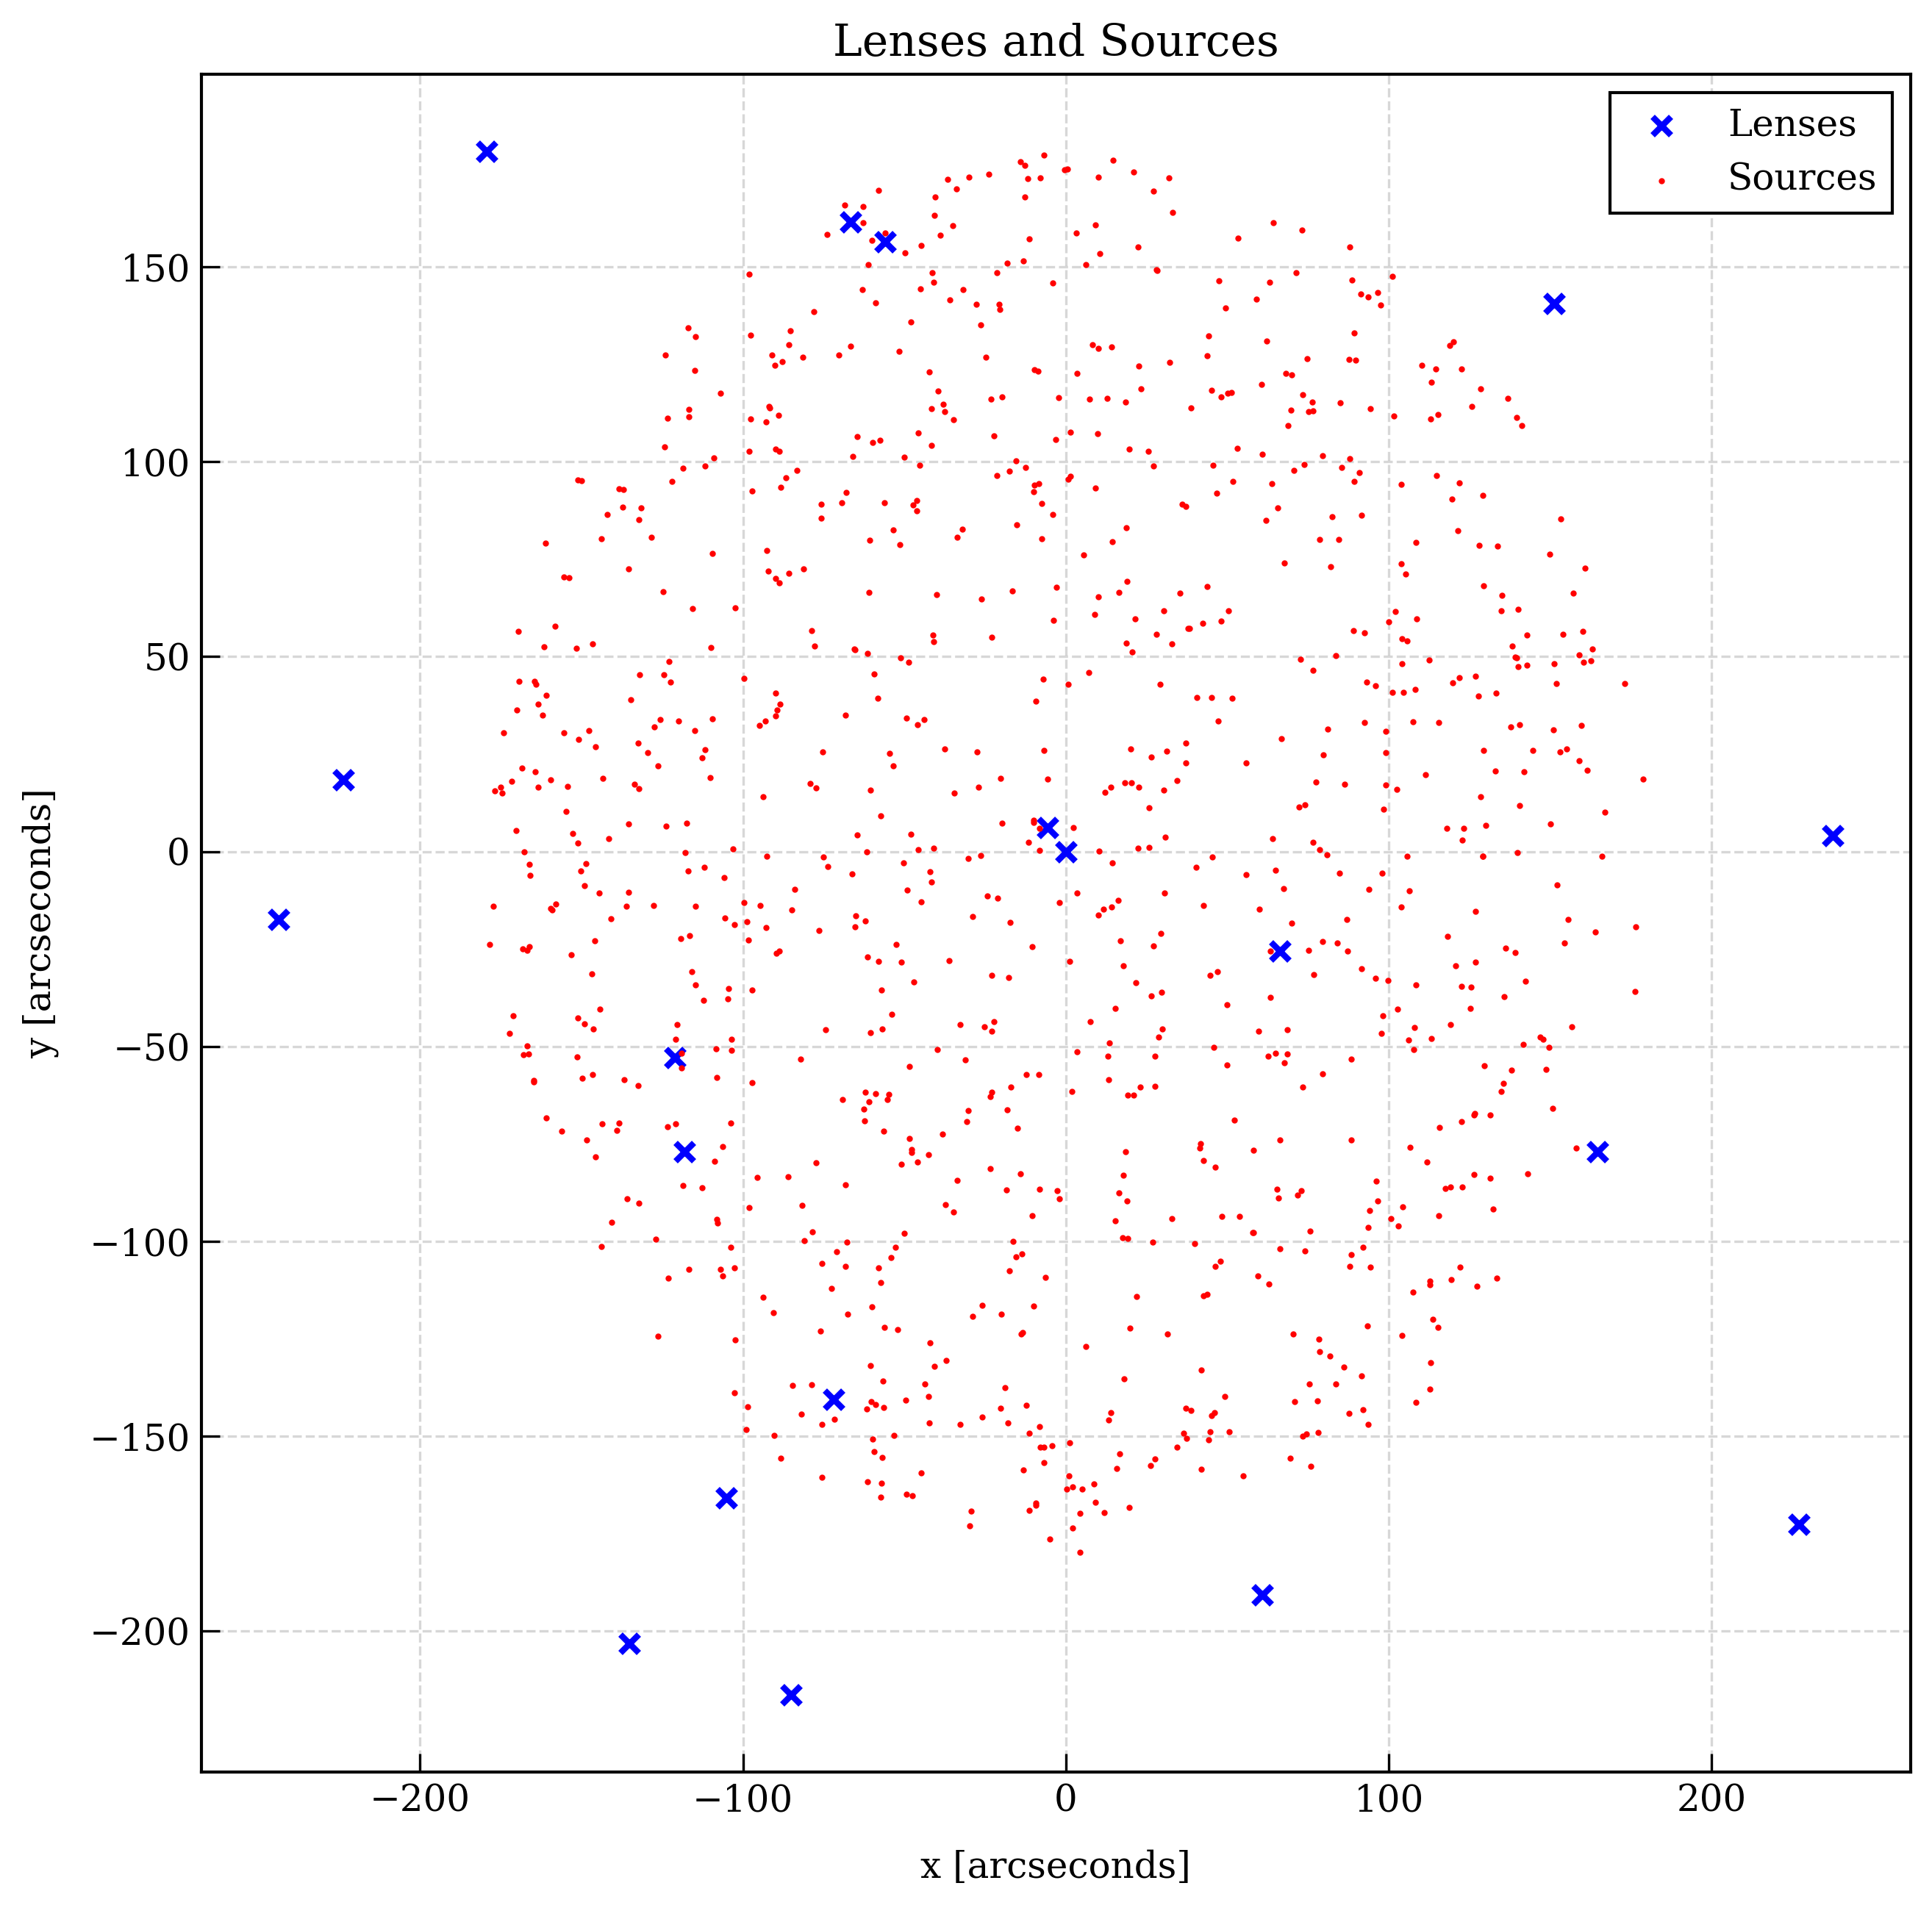 Lenses and Sources
Lenses
Sources
150
100
50
0
−50
−100
−150
−200
y [arcseconds]
−200
−100
0
100
200
x [arcseconds]